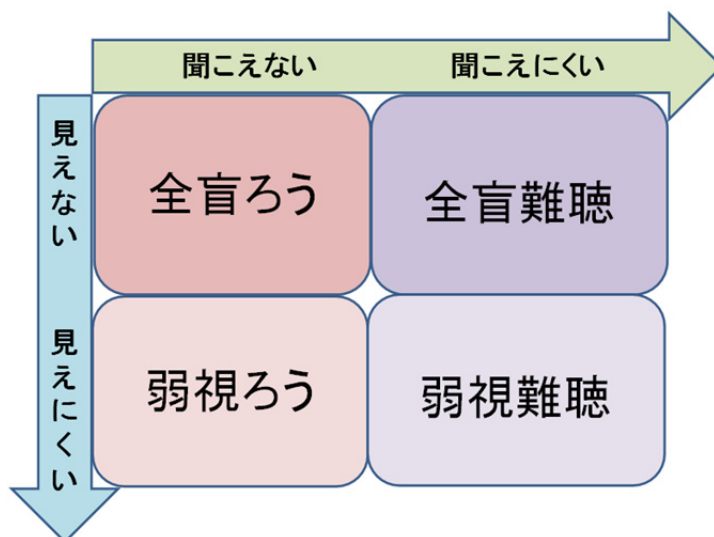 聞こえない 聞こえにくい
見えない
全盲ろう 全盲難聴
見えにくい
弱視ろう 弱視難聴